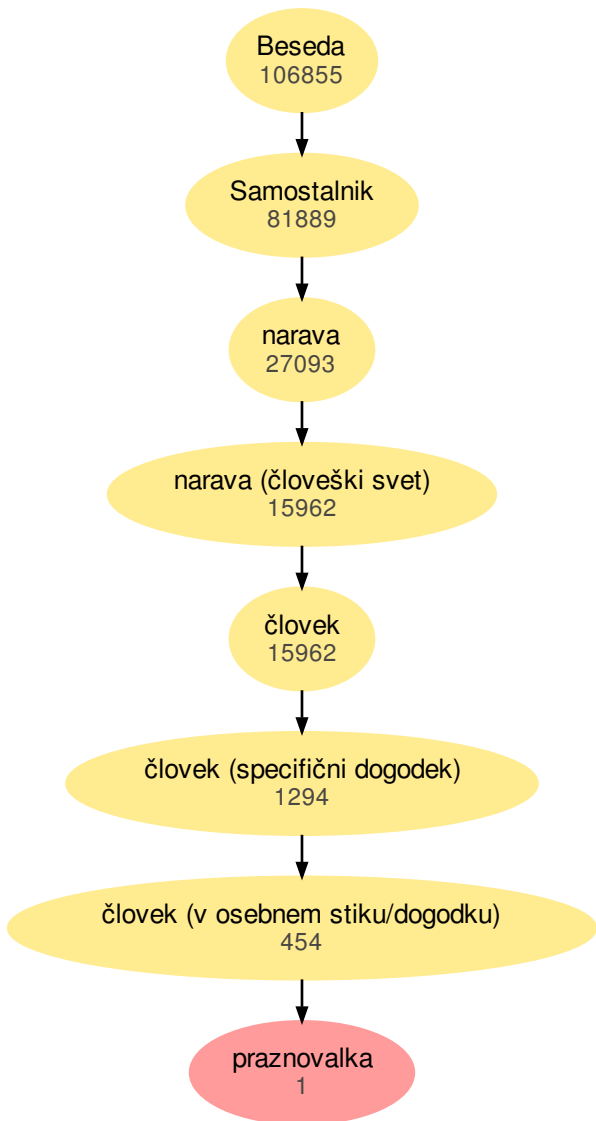 Beseda
106855
Samostalnik
81889
narava
27093
narava (človeški svet)
15962
človek
15962
človek (specifični dogodek)
1294
človek (v osebnem stiku/dogodku)
454
praznovalka
1